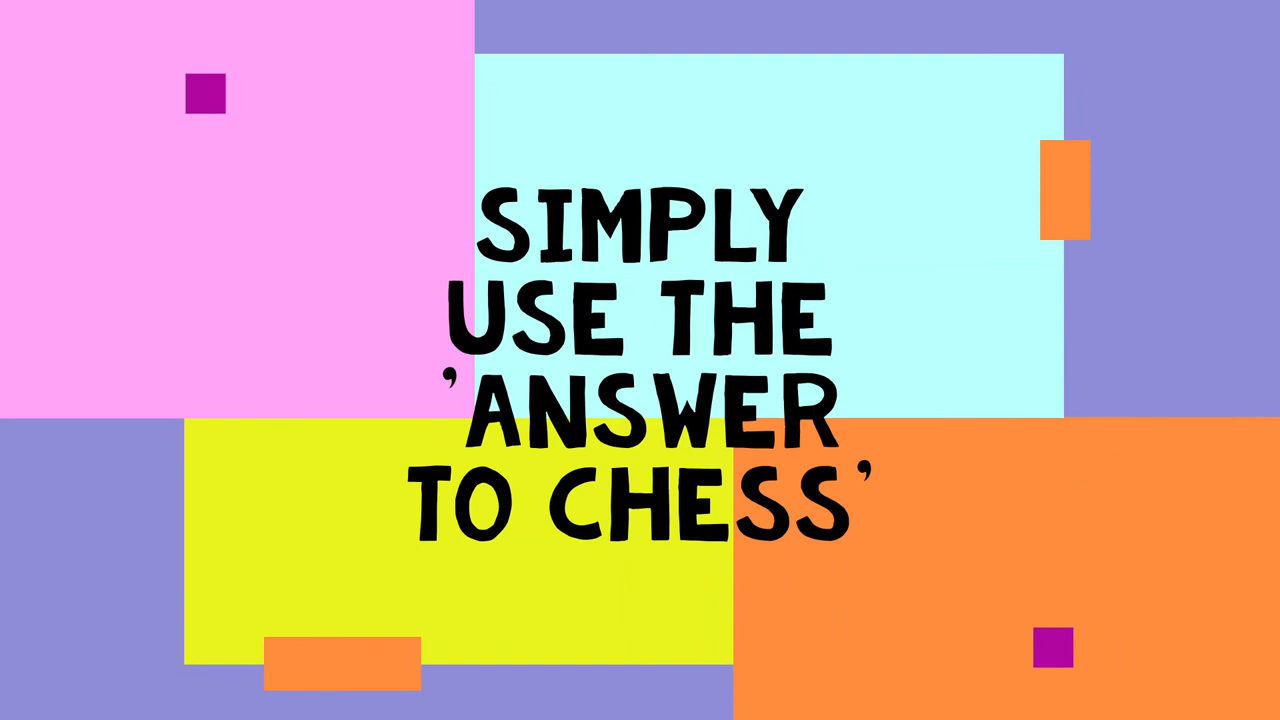 SIMPLY
USE THE
’ANSWER
TO CHESS’